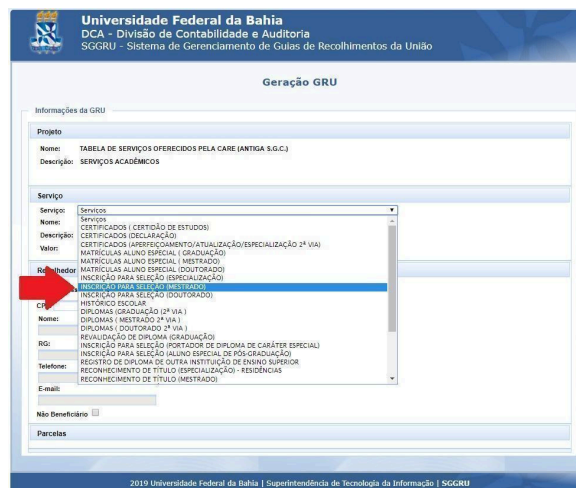 Universidade Federal da Bahia
DCA - Divisão de Contabilidade e Auditoria
SGGRU - Sistema de Gerenciamento de Guias de Recolhimentos da União
Geração GRU
Informações da GRU
Projeto
Nome: TABELA DE SERVIÇOS OFERECIDOS PELA CARE (ANTIGA S.G.C.)
Descrição: SERVIÇOS ACADÊMICOS
Serviço
Serviço: Serviços
Nome:
Descrição:
Valor:
Serviços
CERTIFICADOS ( CERTIDÃO DE ESTUDOS)
CERTIFICADOS (DECLARAÇÃO)
CERTIFICADOS (APERFEIÇOAMENTO/ATUALIZAÇÃO/ESPECIALIZAÇÃO 2ª VIA)
MATRÍCULAS ALUNO ESPECIAL ( GRADUAÇÃO)
MATRÍCULAS ALUNO ESPECIAL ( MESTRADO)
MATRÍCULAS ALUNO ESPECIAL (DOUTORADO)
INSCRIÇÃO PARA SELEÇÃO (ESPECIALIZAÇÃO)
INSCRIÇÃO PARA SELEÇÃO (MESTRADO)
INSCRIÇÃO PARA SELEÇÃO (DOUTORADO)
HISTÓRICO ESCOLAR
DIPLOMAS (GRADUAÇÃO (2ª VIA )
DIPLOMAS ( MESTRADO 2ª VIA )
DIPLOMAS ( DOUTORADO 2ª VIA )
REVALIDAÇÃO DE DIPLOMA (GRADUAÇÃO)
INSCRIÇÃO PARA SELEÇÃO (PORTADOR DE DIPLOMA DE CARÁTER ESPECIAL)
INSCRIÇÃO PARA SELEÇÃO (ALUNO ESPECIAL DE PÓS-GRADUAÇÃO)
REGISTRO DE DIPLOMA DE OUTRA INSTITUIÇÃO DE ENSINO SUPERIOR
RECONHECIMENTO DE TÍTULO (ESPECIALIZAÇÃO) - RESIDÊNCIAS
RECONHECIMENTO DE TÍTULO (MESTRADO)
Nome:
RG:
Telefone:
E-mail:
Não Beneficiário
Parcelas
2019 Universidade Federal da Bahia | Superintendência de Tecnologia da Informação | SGGRU